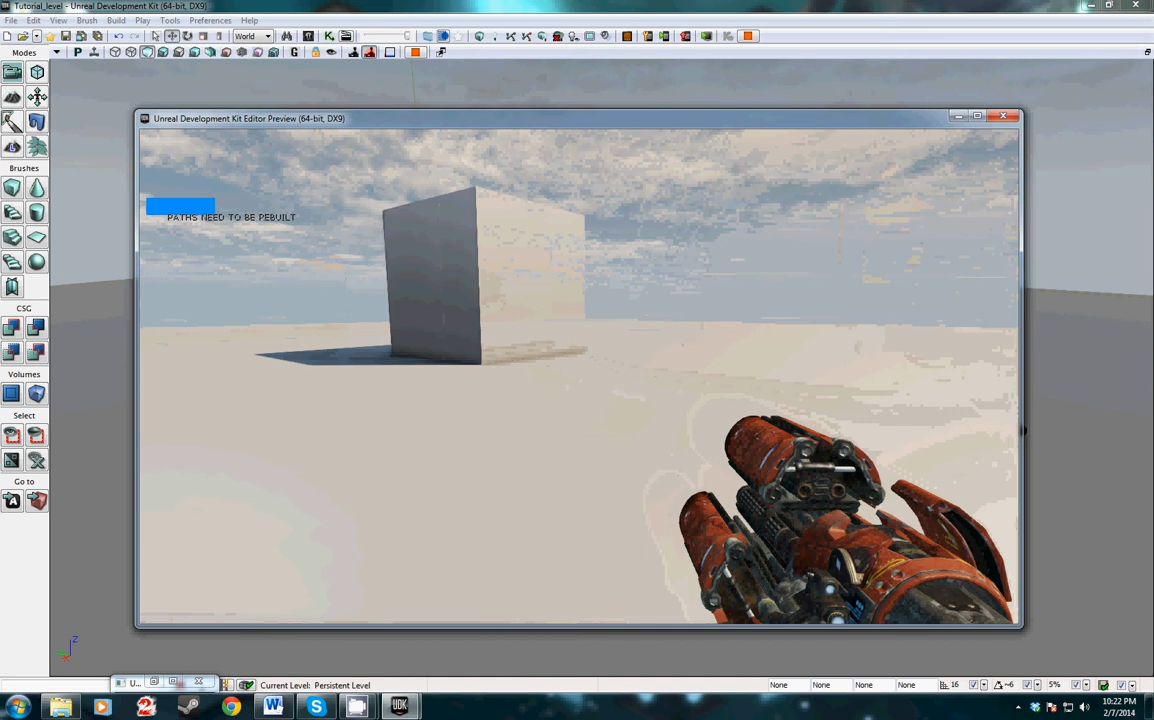 Tutorial_level - Unreal Development Kit (64-bit, DX9)
File Edit View Brush Build Play Tools Preferences Help
World
G
P
Modes
Unreal Development Kit Editor Preview (64-bit, DX9)
Brushes
PATHS NEED TO BE REBUILT
CSG
Volumes
Select
Go to
Z
U...
Current Level: Persistent Level
None None None None 16 ~6 5%
UDK
10:22 PM
2/7/2014